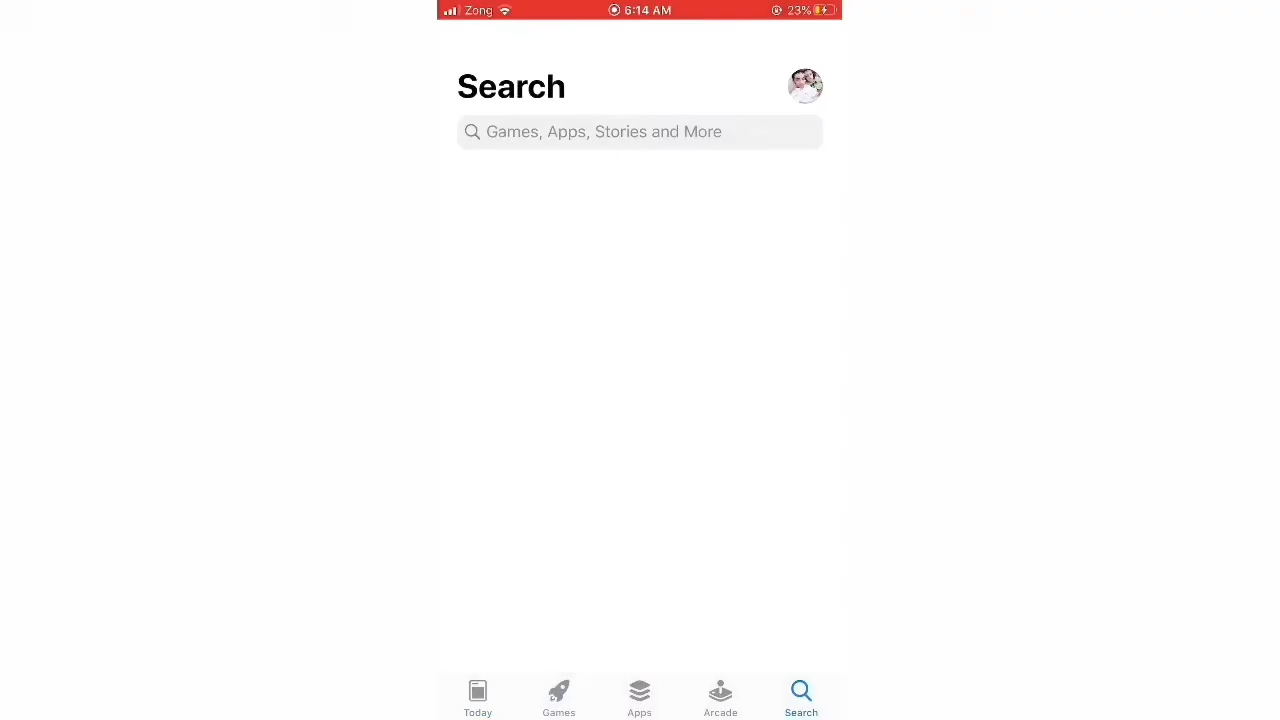 Zong 6:14 AM 23%
Search
Games, Apps, Stories and More
Today Games Apps Arcade Search